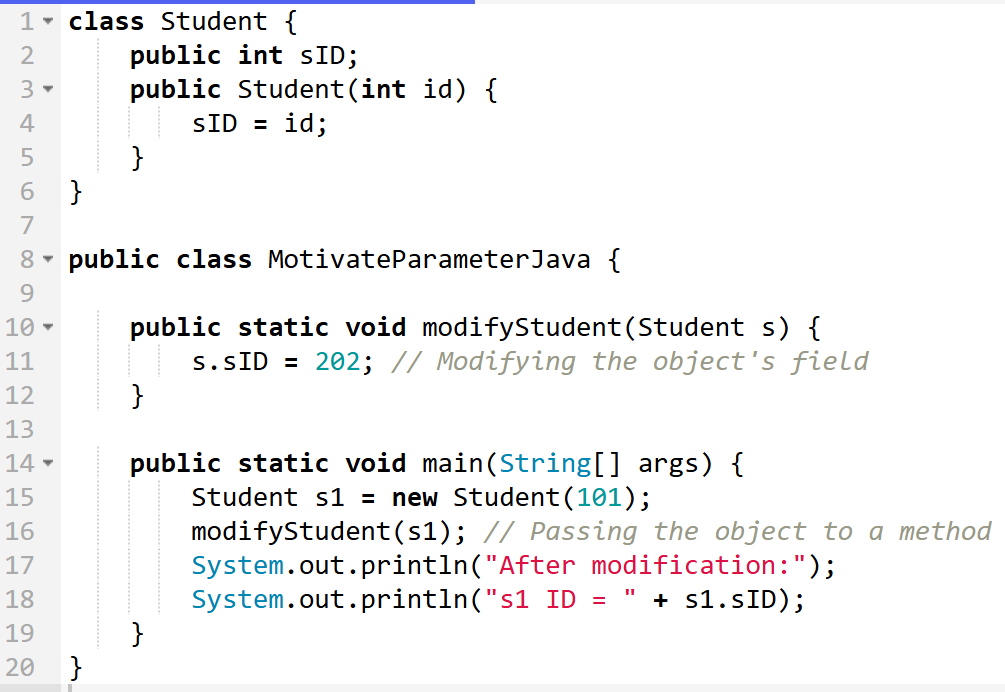 1 class Student {
2     public int sID;
3     public Student(int id) {
4         sID = id;
5     }
6 }
7
8 public class MotivateParameterJava {
9
10     public static void modifyStudent(Student s) {
11         s.sID = 202; // Modifying the object's field
12     }
13
14     public static void main(String[] args) {
15         Student s1 = new Student(101);
16         modifyStudent(s1); // Passing the object to a method
17         System.out.println("After modification:");
18         System.out.println("s1 ID = " + s1.sID);
19     }
20 }